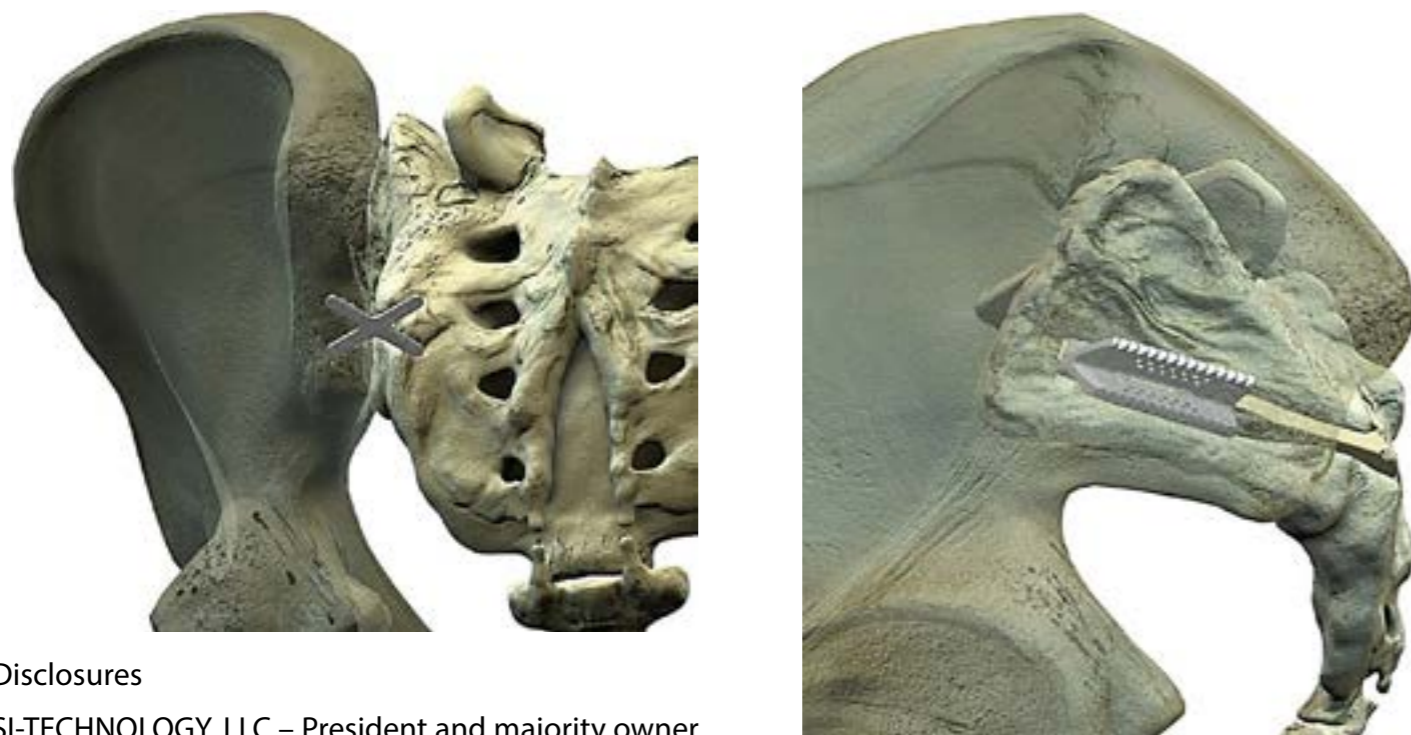 Disclosures
SI-TECHNOLOGY, LLC – President and majority owner